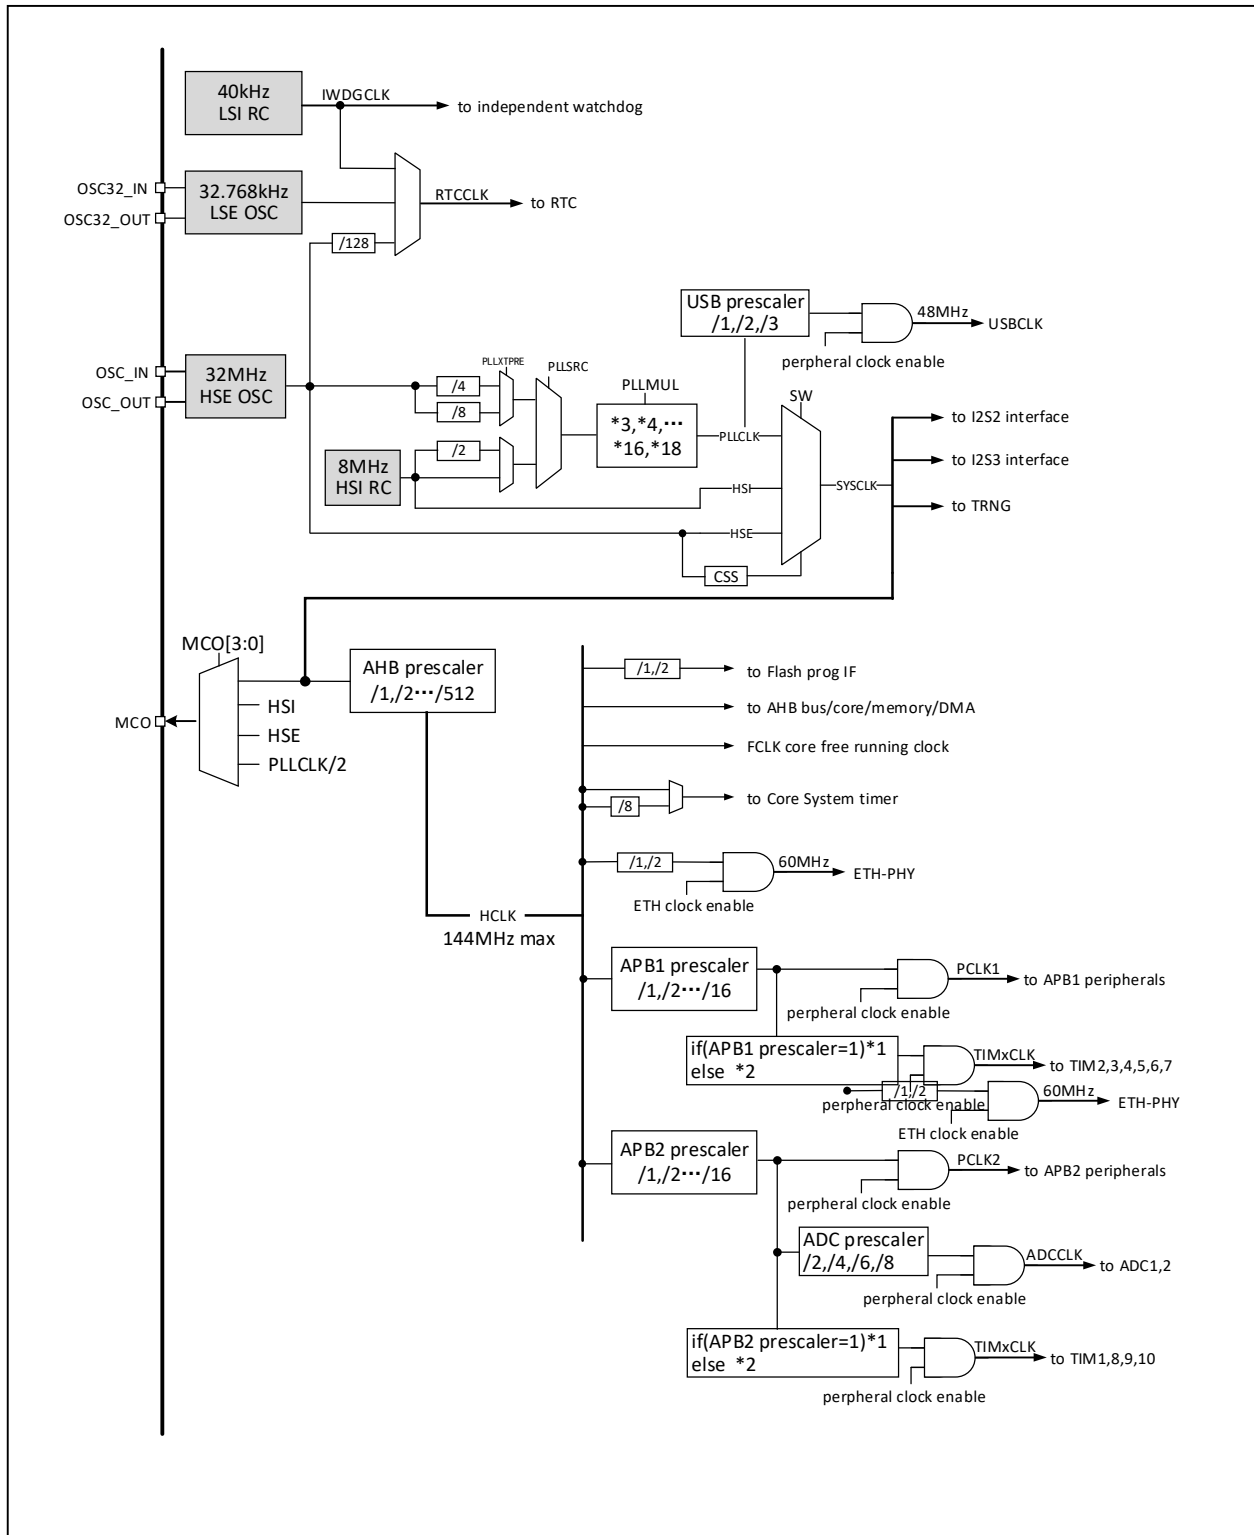 40kHz
LSI RC
IWDGCLK
to independent watchdog
OSC32_IN
OSC32_OUT
32.768kHz
LSE OSC
RTCCLK
to RTC
/128
USB prescaler
/1,/2,/3
48MHz
USBCLK
perpheral clock enable
OSC_IN
OSC_OUT
32MHz
HSE OSC
PLLXTPRE
PLLSRC
/4
/8
PLLMUL
*3,*4,···
*16,*18
PLLCLK
SW
/2
8MHz
HSI RC
HSI
HSE
CSS
SYSCLK
to I2S2 interface
to I2S3 interface
to TRNG
MCO[3:0]
HSI
HSE
PLLCLK/2
MCO
AHB prescaler
/1,/2···/512
/1,/2
to Flash prog IF
to AHB bus/core/memory/DMA
FCLK core free running clock
/8
to Core System timer
/1,/2
60MHz
ETH-PHY
ETH clock enable
HCLK
144MHz max
APB1 prescaler
/1,/2···/16
PCLK1
to APB1 peripherals
perpheral clock enable
if(APB1 prescaler=1)*1
else *2
TIMxCLK
to TIM2,3,4,5,6,7
/1,/2
perpheral clock enable
60MHz
ETH-PHY
ETH clock enable
APB2 prescaler
/1,/2···/16
PCLK2
to APB2 peripherals
perpheral clock enable
ADC prescaler
/2,/4,/6,/8
ADCCLK
to ADC1,2
perpheral clock enable
if(APB2 prescaler=1)*1
else *2
TIMxCLK
to TIM1,8,9,10
perpheral clock enable